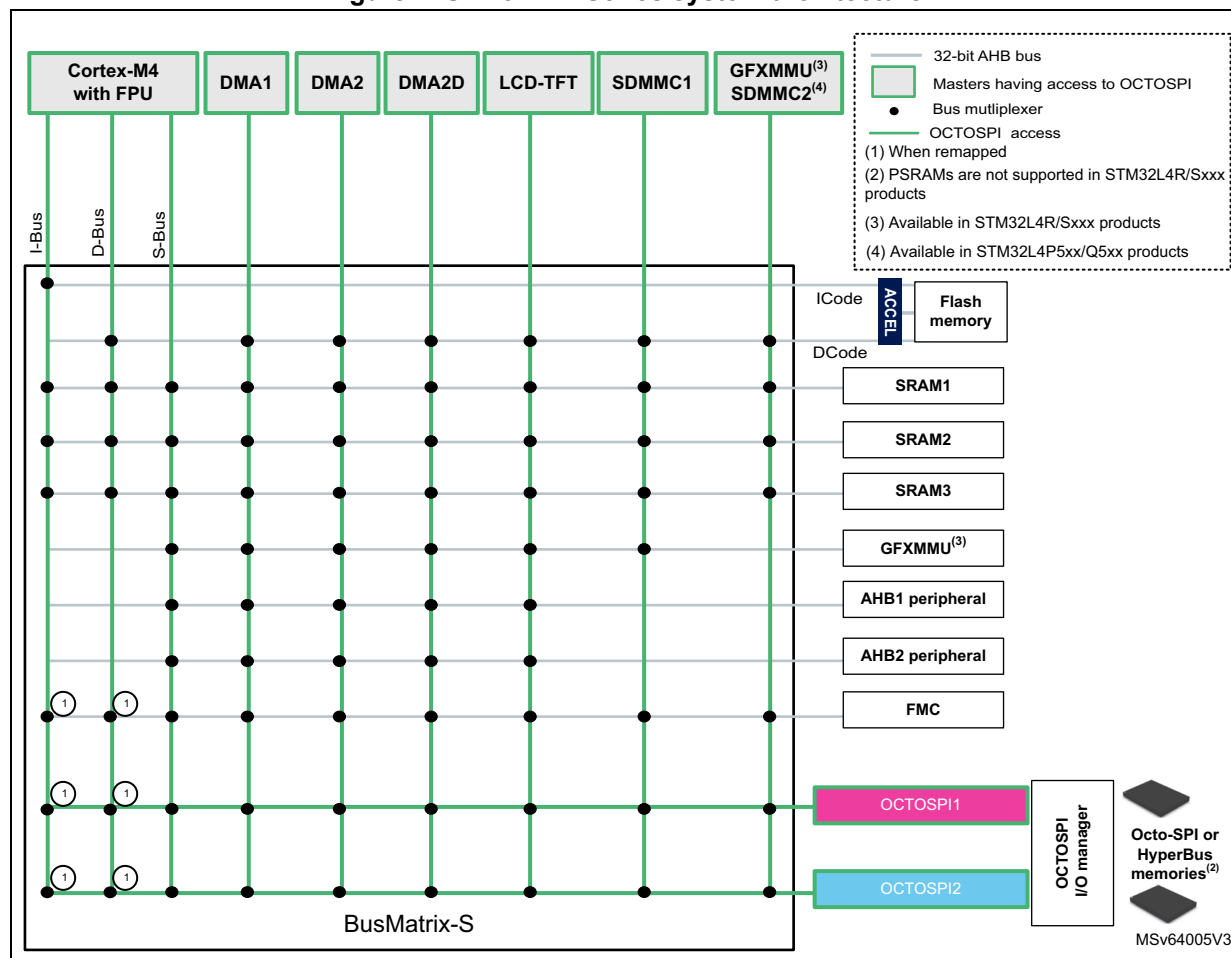 Cortex-M4
with FPU
DMA1
DMA2
DMA2D
LCD-TFT
SDMMC1
GFXMMU(3)
SDMMC2(4)
32-bit AHB bus
Masters having access to OCTOSPI
Bus mutliplexer
OCTOSPI access
(1) When remapped
(2) PSRAMs are not supported in STM32L4R/Sxxx
products
(3) Available in STM32L4R/Sxxx products
(4) Available in STM32L4P5xx/Q5xx products
I-Bus
D-Bus
S-Bus
ICode
ACCEL
Flash
memory
DCode
SRAM1
SRAM2
SRAM3
GFXMMU(3)
AHB1 peripheral
AHB2 peripheral
1
1
FMC
1
1
OCTOSPI1
1
1
OCTOSPI2
OCTOSPI
I/O manager
Octo-SPI or
HyperBus
memories(2)
BusMatrix-S
MSv64005V3